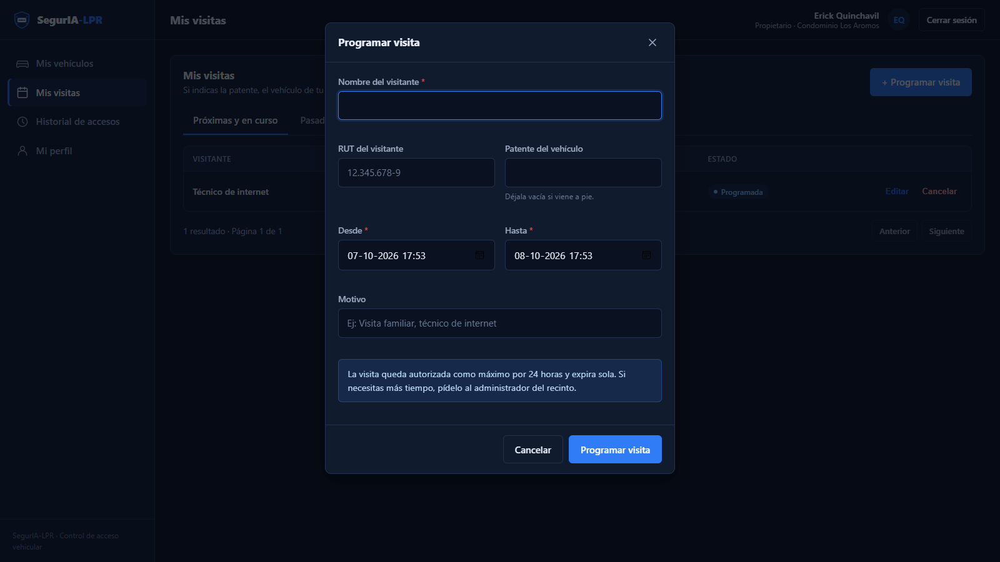 SegurIA-LPR
Mis vehículos
Mis visitas
Historial de accesos
Mi perfil
SegurIA-LPR · Control de acceso
vehicular
Mis visitas
Erick Quinchavil
Propietario · Condominio Los Aromos
EQ
Cerrar sesión
Mis visitas
Si indicas la patente, el vehículo de tu
+ Programar visita
Próximas y en curso
VISITANTE
ESTADO
Técnico de internet
Programada
Editar
Cancelar
1 resultado · Página 1 de 1
Anterior
Siguiente
Programar visita
Nombre del visitante *
RUT del visitante
Patente del vehículo
12.345.678-9
Déjala vacía si viene a pie.
Desde *
Hasta *
07-10-2026 17:53
08-10-2026 17:53
Motivo
Ej: Visita familiar, técnico de internet
La visita queda autorizada como máximo por 24 horas y expira sola. Si
necesitas más tiempo, pídelo al administrador del recinto.
Cancelar
Programar visita